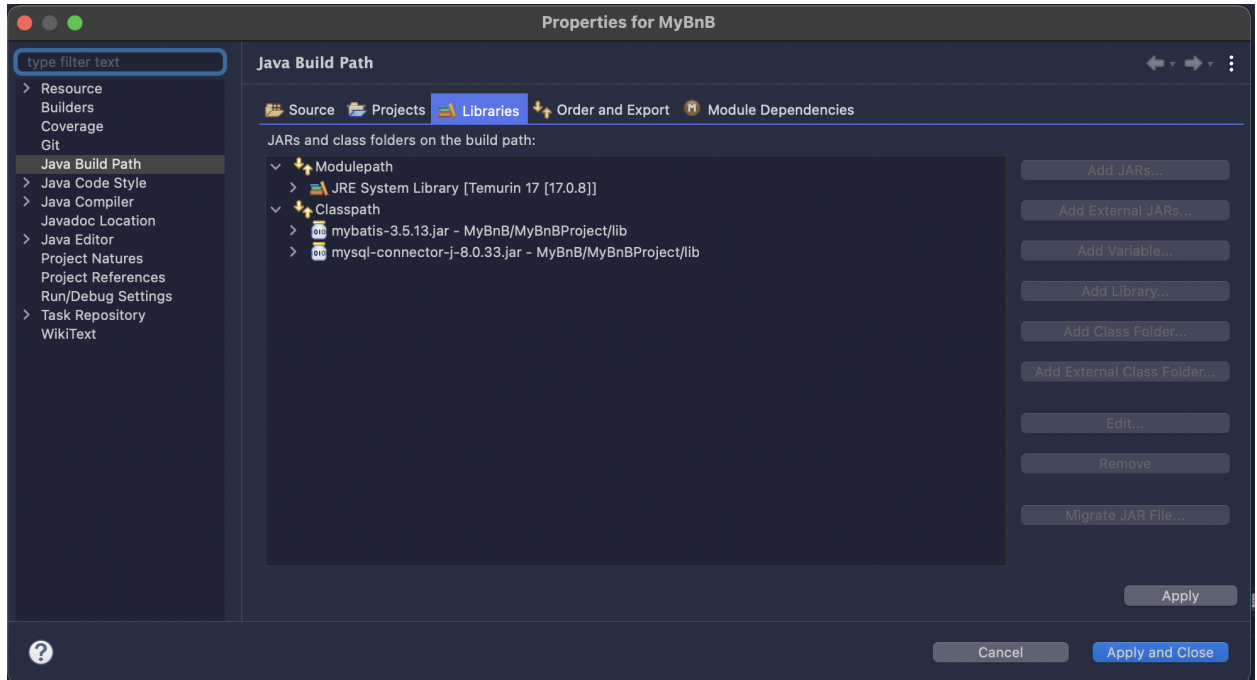 Properties for MyBnB
type filter text
Resource
Builders
Coverage
Git
Java Build Path
Java Code Style
Java Compiler
Javadoc Location
Java Editor
Project Natures
Project References
Run/Debug Settings
Task Repository
WikiText
Java Build Path
Source Projects Libraries Order and Export M Module Dependencies
JARs and class folders on the build path:
Modulepath
JRE System Library [Temurin 17 [17.0.8]]
Classpath
010 mybatis-3.5.13.jar - MyBnB/MyBnBProject/lib
010 mysql-connector-j-8.0.33.jar - MyBnB/MyBnBProject/lib
Add JARs...
Add External JARs...
Add Variable...
Add Library...
Add Class Folder...
Add External Class Folder...
Edit...
Remove
Migrate JAR File...
Apply
?
Cancel Apply and Close